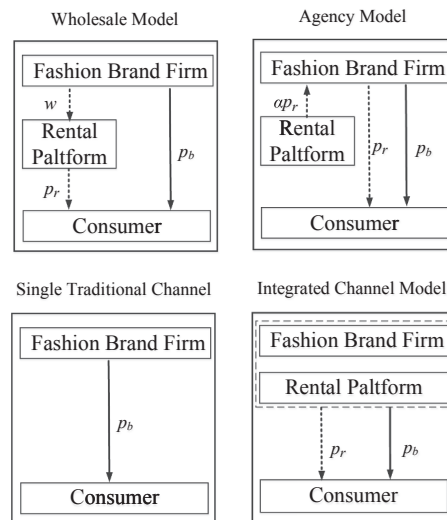 Wholesale Model
Fashion Brand Firm
w
Rental
Paltform
p_b
p_r
Consumer
Agency Model
Fashion Brand Firm
αp_r
Rental
Paltform
p_r
p_b
Consumer
Single Traditional Channel
Fashion Brand Firm
p_b
Consumer
Integrated Channel Model
Fashion Brand Firm
Rental Paltform
p_r
p_b
Consumer